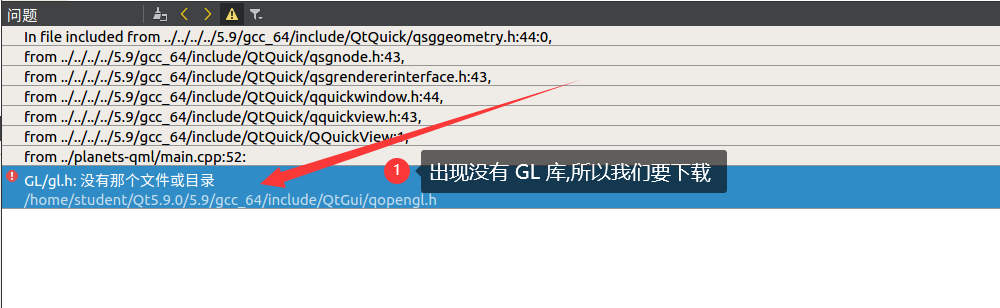 问题
In file included from ../../../../5.9/gcc_64/include/QtQuick/qsggeometry.h:44:0,
from ../../../../5.9/gcc_64/include/QtQuick/qsgnode.h:43,
from ../../../../5.9/gcc_64/include/QtQuick/qsgrendererinterface.h:43,
from ../../../../5.9/gcc_64/include/QtQuick/qquickwindow.h:44,
from ../../../../5.9/gcc_64/include/QtQuick/qquickview.h:43,
from ../../../../5.9/gcc_64/include/QtQuick/QQuickView:1,
from ../planets-qml/main.cpp:52:
GL/gl.h: 没有那个文件或目录
1 出现没有 GL 库,所以我们要下载
/home/student/Qt5.9.0/5.9/gcc_64/include/QtGui/qopengl.h